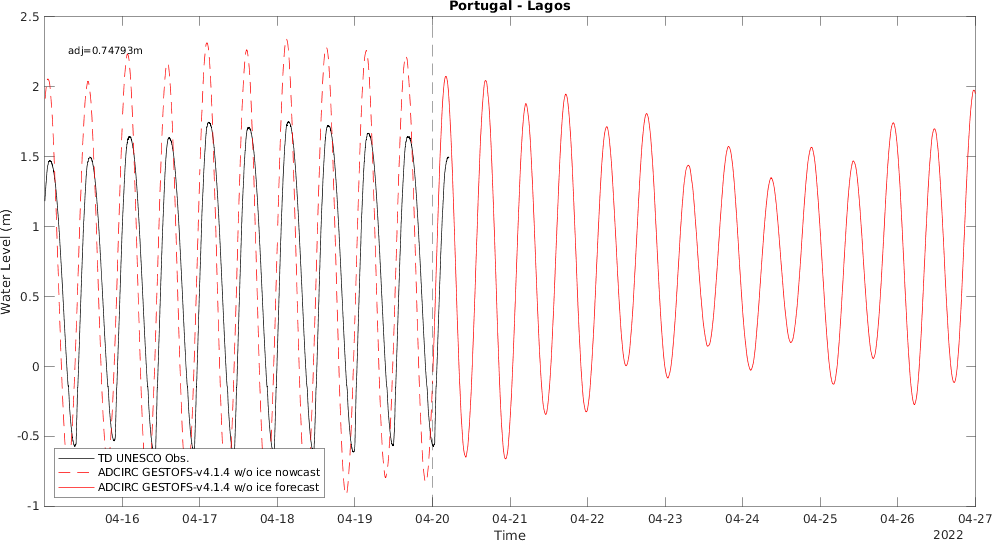 Portugal - Lagos
adj=0.74793m
2.5
2
1.5
1
0.5
0
-0.5
-1
Water Level (m)
TD UNESCO Obs.
ADCIRC GESTOFS-v4.1.4 w/o ice nowcast
ADCIRC GESTOFS-v4.1.4 w/o ice forecast
04-16 04-17 04-18 04-19 04-20 04-21 04-22 04-23 04-24 04-25 04-26 04-27
Time
2022